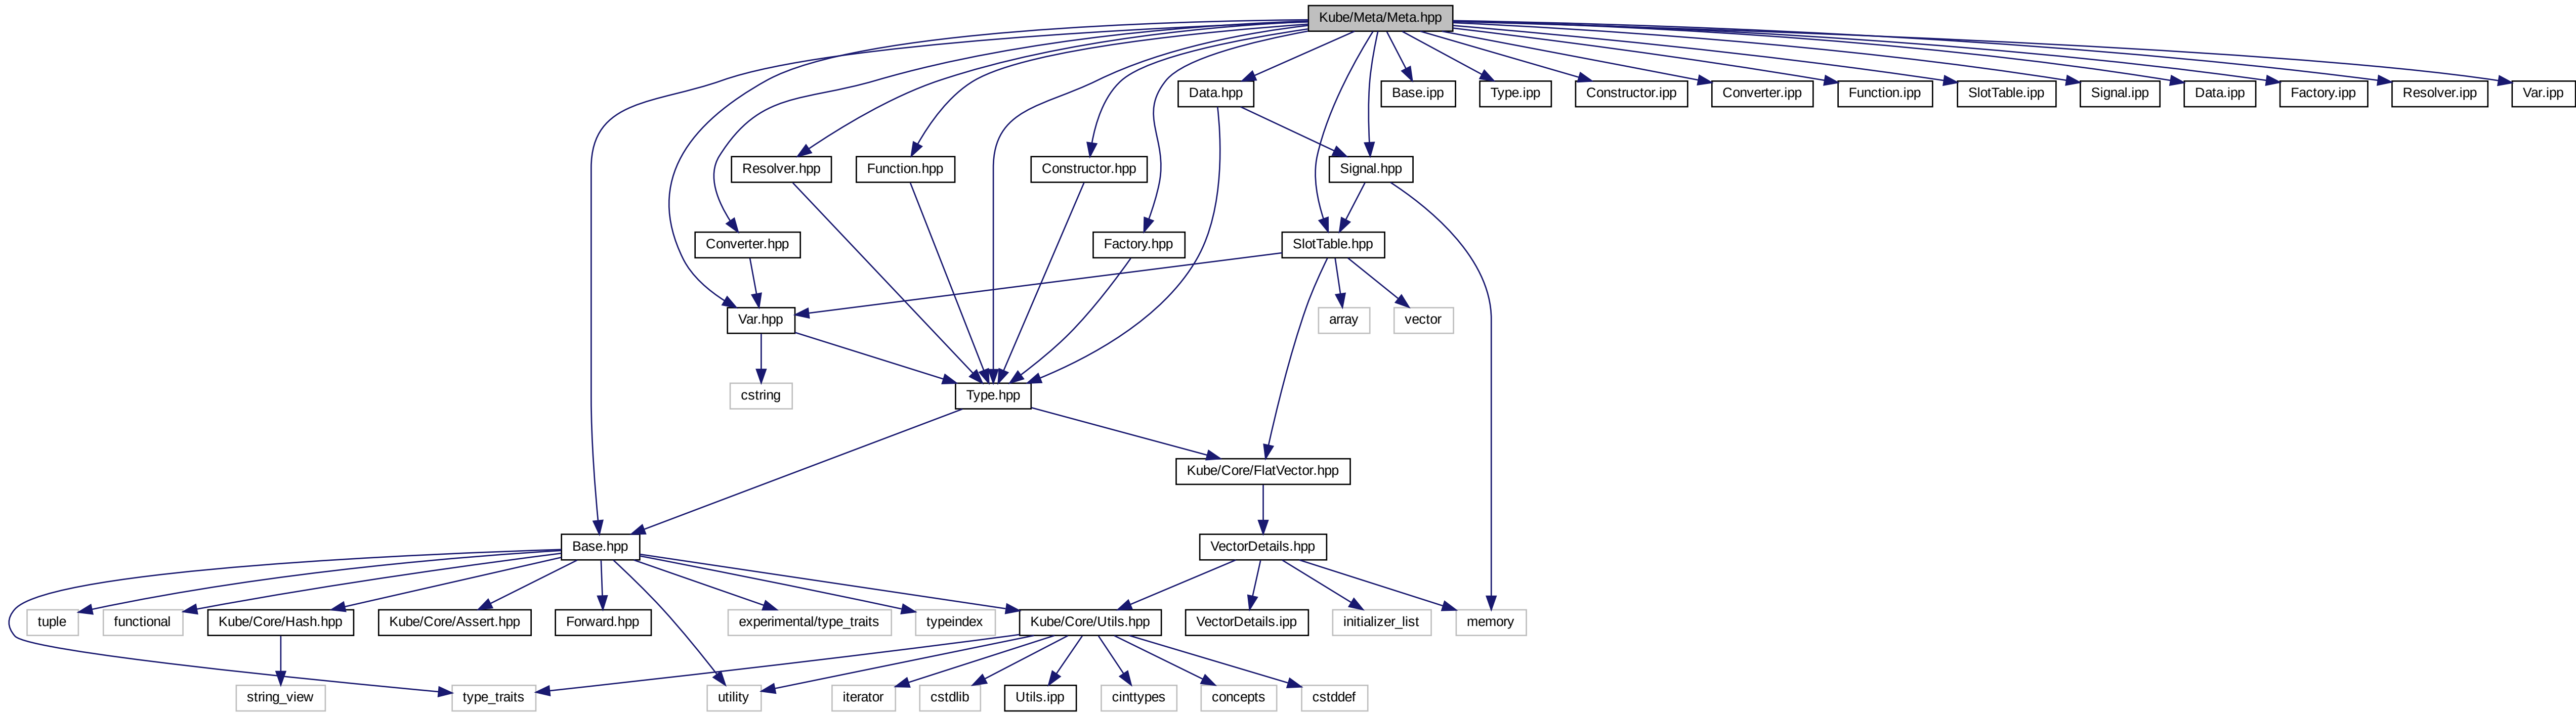 Kube/Meta/Meta.hpp
Data.hpp
Base.ipp
Type.ipp
Constructor.ipp
Converter.ipp
Function.ipp
SlotTable.ipp
Signal.ipp
Data.ipp
Factory.ipp
Resolver.ipp
Var.ipp
Resolver.hpp
Function.hpp
Constructor.hpp
Signal.hpp
Converter.hpp
Factory.hpp
SlotTable.hpp
Var.hpp
array
vector
cstring
Type.hpp
Kube/Core/FlatVector.hpp
Base.hpp
VectorDetails.hpp
tuple
functional
Kube/Core/Hash.hpp
Kube/Core/Assert.hpp
Forward.hpp
experimental/type_traits
typeindex
Kube/Core/Utils.hpp
VectorDetails.ipp
initializer_list
memory
string_view
type_traits
utility
iterator
cstdlib
Utils.ipp
cinttypes
concepts
cstddef